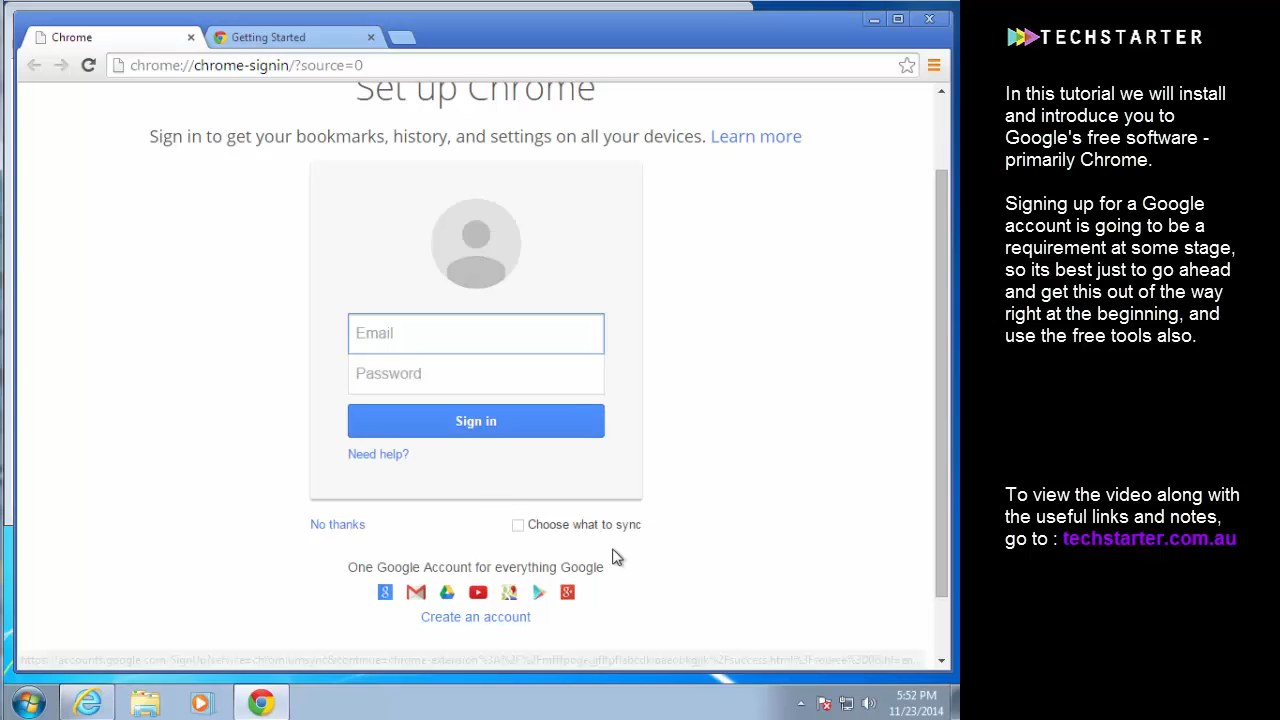 Chrome
Getting Started
chrome://chrome-signin/?source=0
Set up Chrome
Sign in to get your bookmarks, history, and settings on all your devices. Learn more
Email
Password
Sign in
Need help?
No thanks
Choose what to sync
One Google Account for everything Google
Create an account
5:52 PM
11/23/2014
TECHSTARTER
In this tutorial we will install
and introduce you to
Google's free software -
primarily Chrome.
Signing up for a Google
account is going to be a
requirement at some stage,
so its best just to go ahead
and get this out of the way
right at the beginning, and
use the free tools also.
To view the video along with
the useful links and notes,
go to : techstarter.com.au